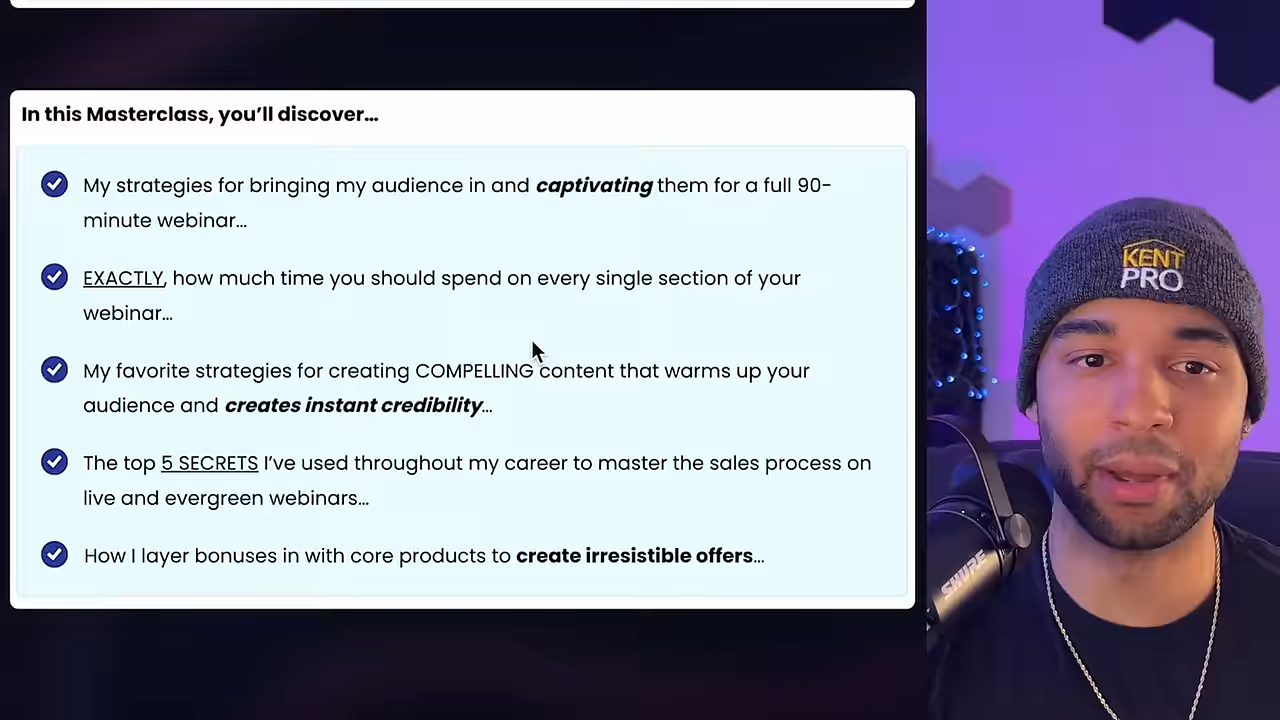 In this Masterclass, you’ll discover…
My strategies for bringing my audience in and captivating them for a full 90-
minute webinar…
EXACTLY, how much time you should spend on every single section of your
webinar…
My favorite strategies for creating COMPELLING content that warms up your
audience and creates instant credibility…
The top 5 SECRETS I’ve used throughout my career to master the sales process on
live and evergreen webinars…
How I layer bonuses in with core products to create irresistible offers…
KENT
PRO
SHURE